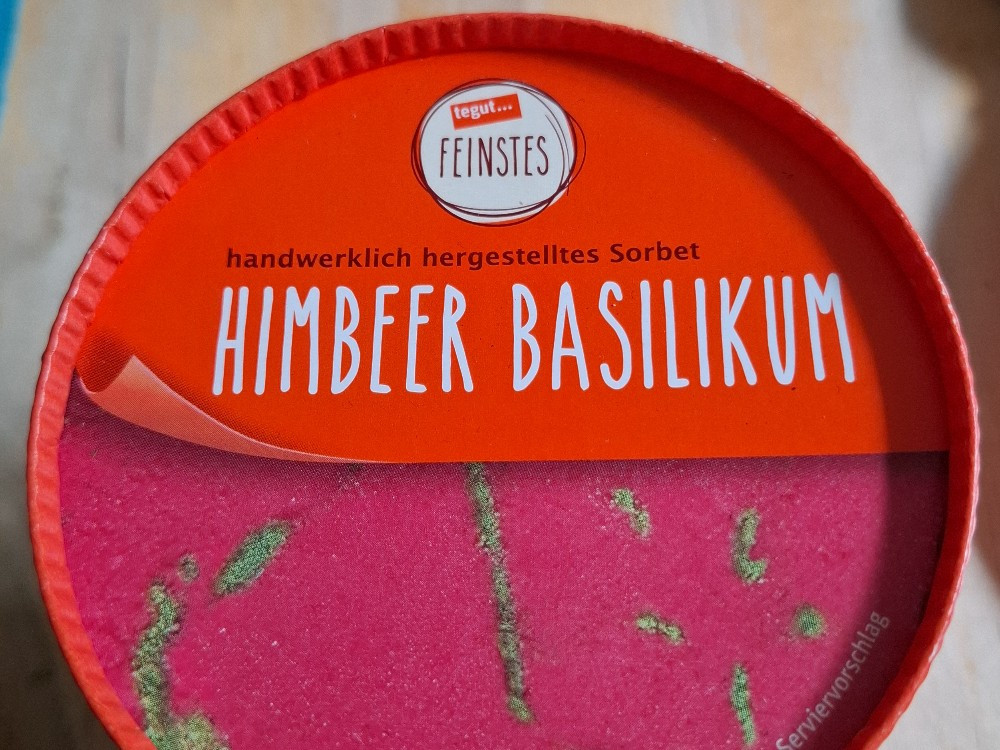 tegut...
FEINSTES
handwerklich hergestelltes Sorbet
HIMBEER BASILIKUM
Serviervorschlag